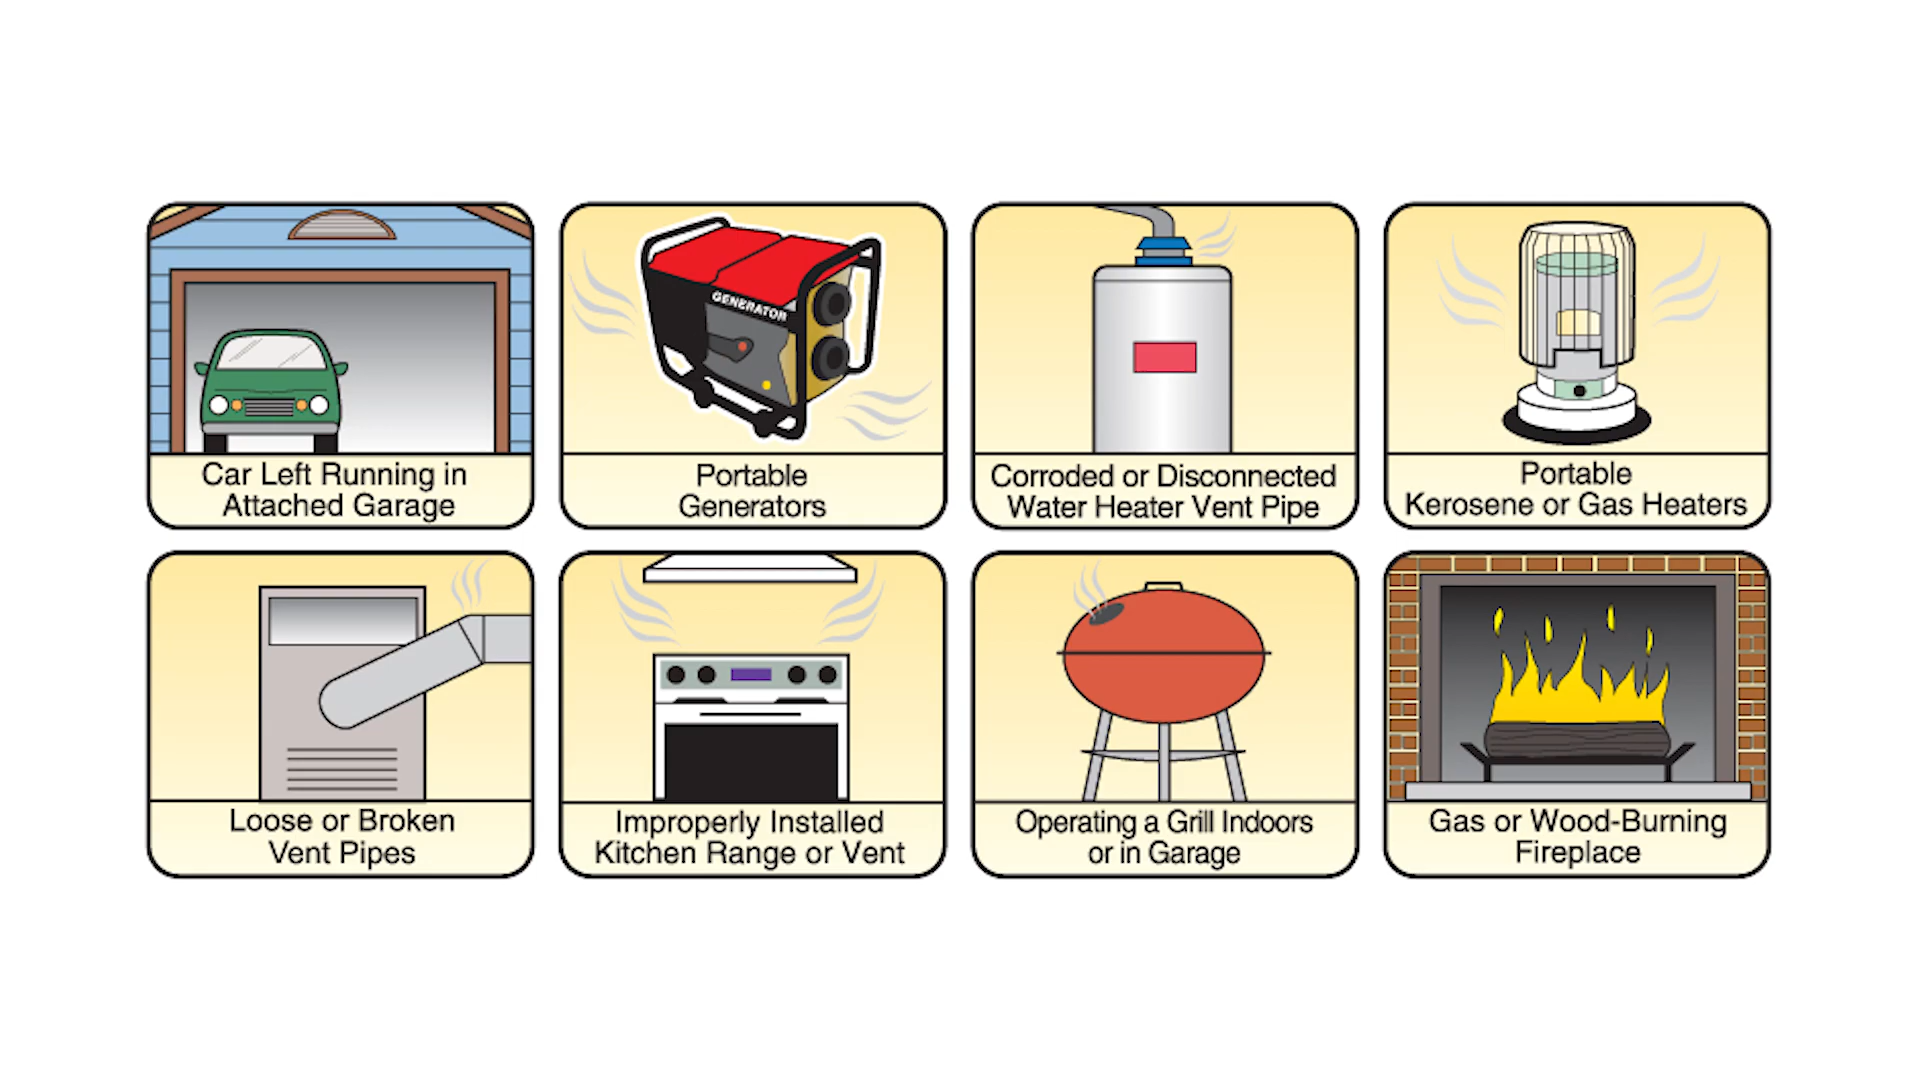 Car Left Running in
Attached Garage
GENERATOR
Portable
Generators
Corroded or Disconnected
Water Heater Vent Pipe
Portable
Kerosene or Gas Heaters
Loose or Broken
Vent Pipes
Improperly Installed
Kitchen Range or Vent
Operating a Grill Indoors
or in Garage
Gas or Wood-Burning
Fireplace